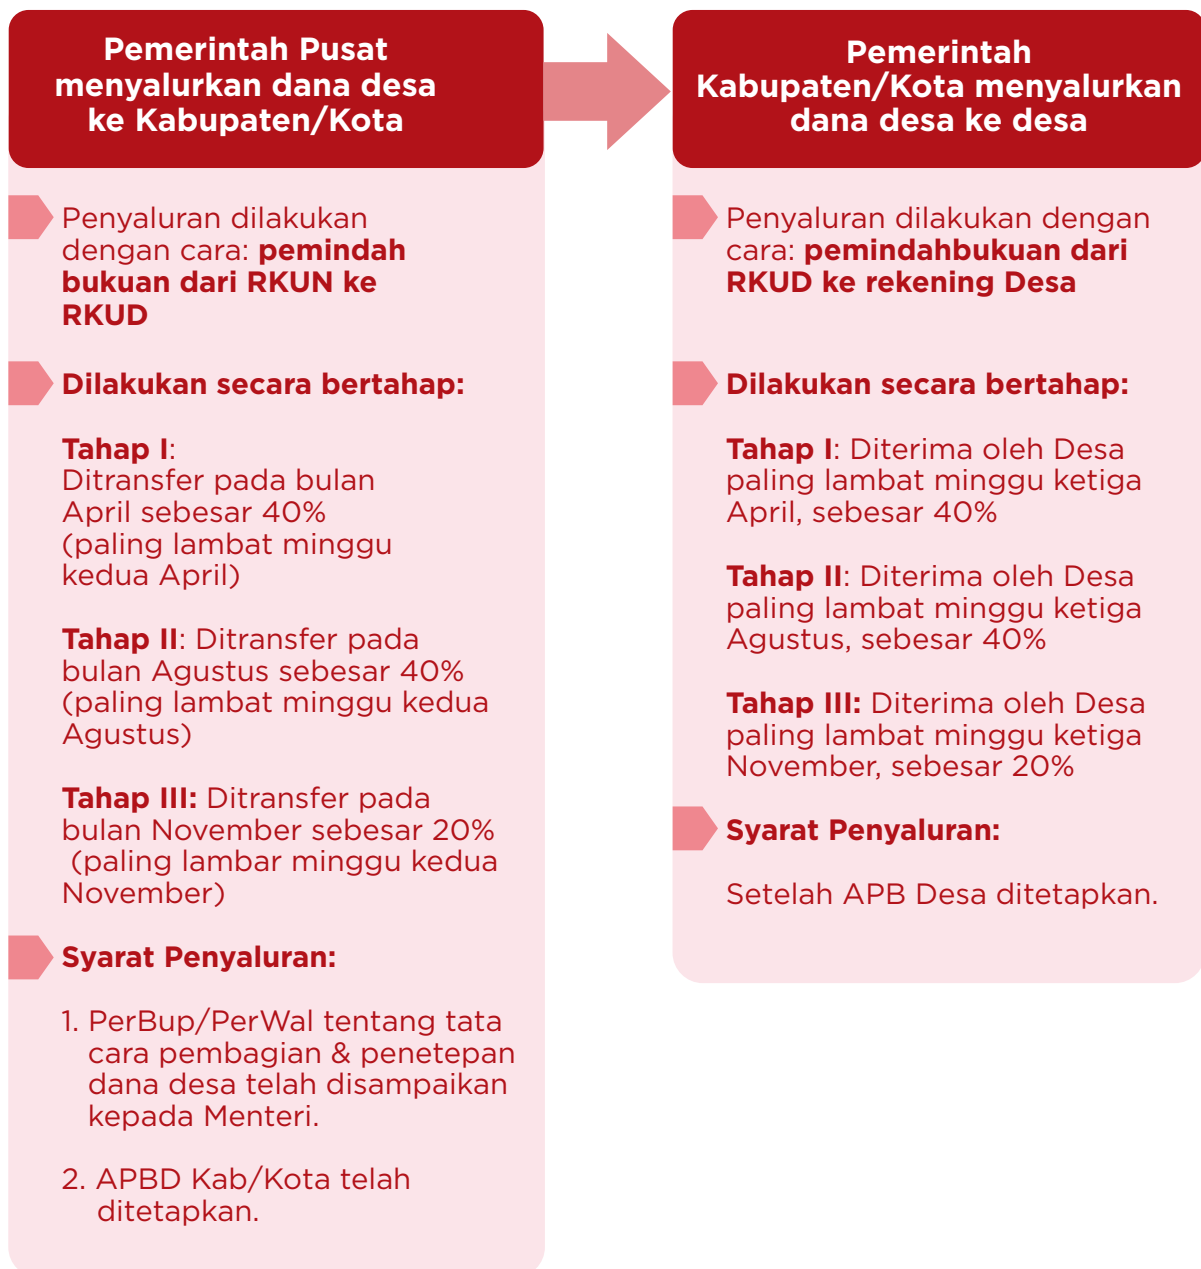 Pemerintah Pusat
menyalurkan dana desa
ke Kabupaten/Kota
Penyaluran dilakukan
dengan cara: pemindah
bukuan dari RKUN ke
RKUD
Dilakukan secara bertahap:
Tahap I:
Ditransfer pada bulan
April sebesar 40%
(paling lambat minggu
kedua April)
Tahap II: Ditransfer pada
bulan Agustus sebesar 40%
(paling lambat minggu kedua
Agustus)
Tahap III: Ditransfer pada
bulan November sebesar 20%
(paling lambar minggu kedua
November)
Syarat Penyaluran:
1. PerBup/PerWal tentang tata
cara pembagian & penetepan
dana desa telah disampaikan
kepada Menteri.
2. APBD Kab/Kota telah
ditetapkan.
Pemerintah
Kabupaten/Kota menyalurkan
dana desa ke desa
Penyaluran dilakukan dengan
cara: pemindahbukuan dari
RKUD ke rekening Desa
Dilakukan secara bertahap:
Tahap I: Diterima oleh Desa
paling lambat minggu ketiga
April, sebesar 40%
Tahap II: Diterima oleh Desa
paling lambat minggu ketiga
Agustus, sebesar 40%
Tahap III: Diterima oleh Desa
paling lambat minggu ketiga
November, sebesar 20%
Syarat Penyaluran:
Setelah APB Desa ditetapkan.